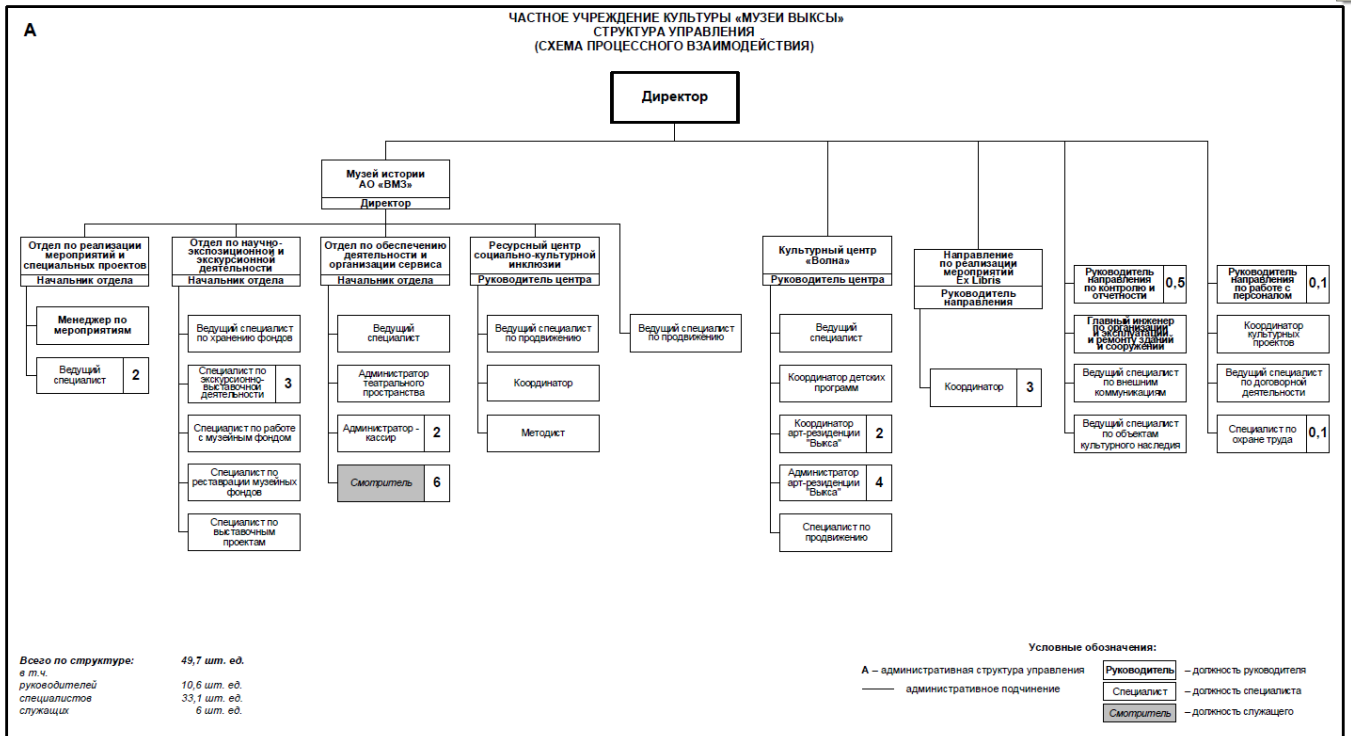 А
ЧАСТНОЕ УЧРЕЖДЕНИЕ КУЛЬТУРЫ «МУЗЕИ ВЫКСЫ»
СТРУКТУРА УПРАВЛЕНИЯ
(СХЕМА ПРОЦЕССНОГО ВЗАИМОДЕЙСТВИЯ)
Директор
Музей истории
АО «ВМЗ»
Директор
Отдел по реализации
мероприятий и
специальных проектов
Начальник отдела
Менеджер по
мероприятиям
Ведущий
специалист
2
Отдел по научно-
экспозиционной и
экскурсионной
деятельности
Начальник отдела
Ведущий специалист
по хранению фондов
Специалист по
экскурсионно-
выставочной
деятельности
3
Специалист по работе
с музейным фондом
Специалист по
реставрации музейных
фондов
Специалист по
выставочным
проектам
Отдел по обеспечению
деятельности и
организации сервиса
Начальник отдела
Ведущий
специалист
Администратор
театрального
пространства
Администратор -
кассир
2
Смотритель
6
Ресурсный центр
социально-культурной
инклюзии
Руководитель центра
Ведущий специалист
по продвижению
Координатор
Методист
Ведущий специалист
по продвижению
Культурный центр
«Волна»
Руководитель центра
Ведущий
специалист
Координатор детских
программ
Координатор
арт-резиденции
"Выкса"
2
Администратор
арт-резиденции
"Выкса"
4
Специалист по
продвижению
Направление
по реализации
мероприятий
Ex Libris
Руководитель
направления
Координатор
3
Руководитель
направления
по контролю и
отчетности
0,5
Главный инженер
по организации
и эксплуатации
и ремонту зданий
и сооружений
Ведущий специалист
по внешним
коммуникациям
Ведущий специалист
по объектам
культурного наследия
Руководитель
направления
по работе с
персоналом
0,1
Координатор
культурных
проектов
Ведущий специалист
по договорной
деятельности
Специалист по
охране труда
0,1
Всего по структуре: 49,7 шт. ед.
в т.ч.
руководителей 10,6 шт. ед.
специалистов 33,1 шт. ед.
служащих 6 шт. ед.
Условные обозначения:
А – административная структура управления
административное подчинение
Руководитель – должность руководителя
Специалист – должность специалиста
Смотритель – должность служащего